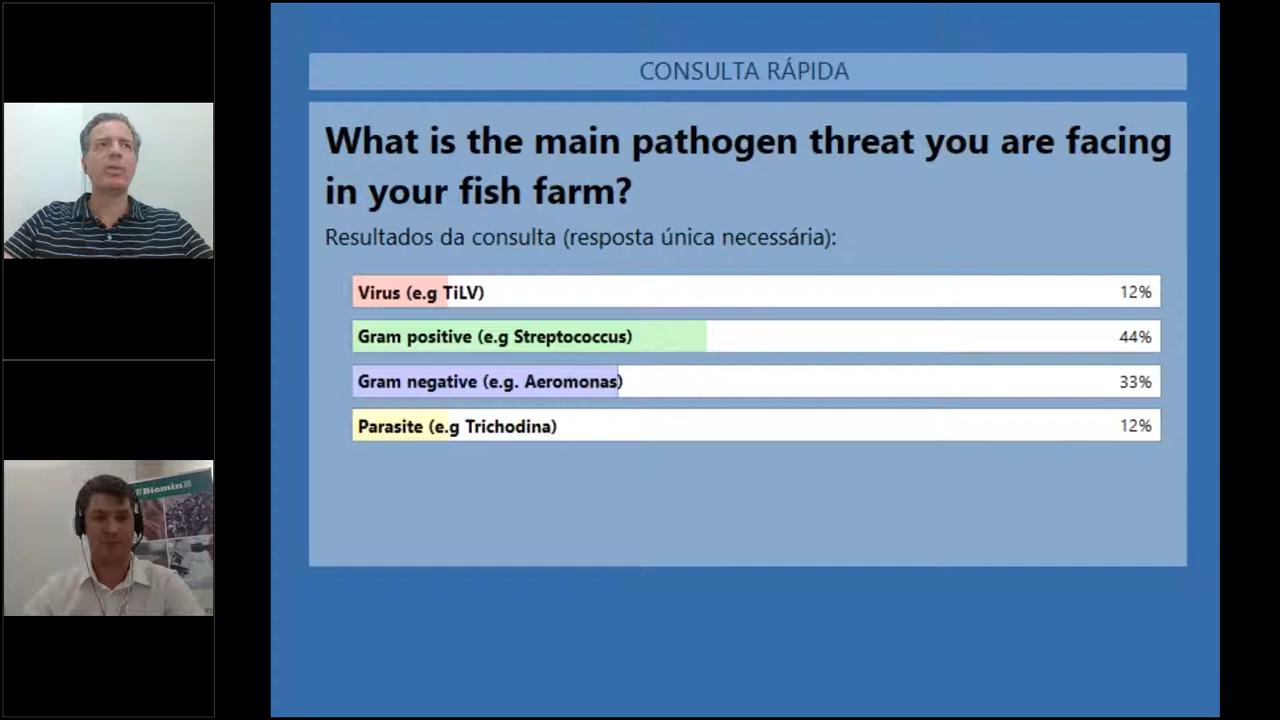 CONSULTA RÁPIDA
What is the main pathogen threat you are facing
in your fish farm?
Resultados da consulta (resposta única necessária):
Virus (e.g TiLV) 12%
Gram positive (e.g Streptococcus) 44%
Gram negative (e.g. Aeromonas) 33%
Parasite (e.g Trichodina) 12%
Biomin